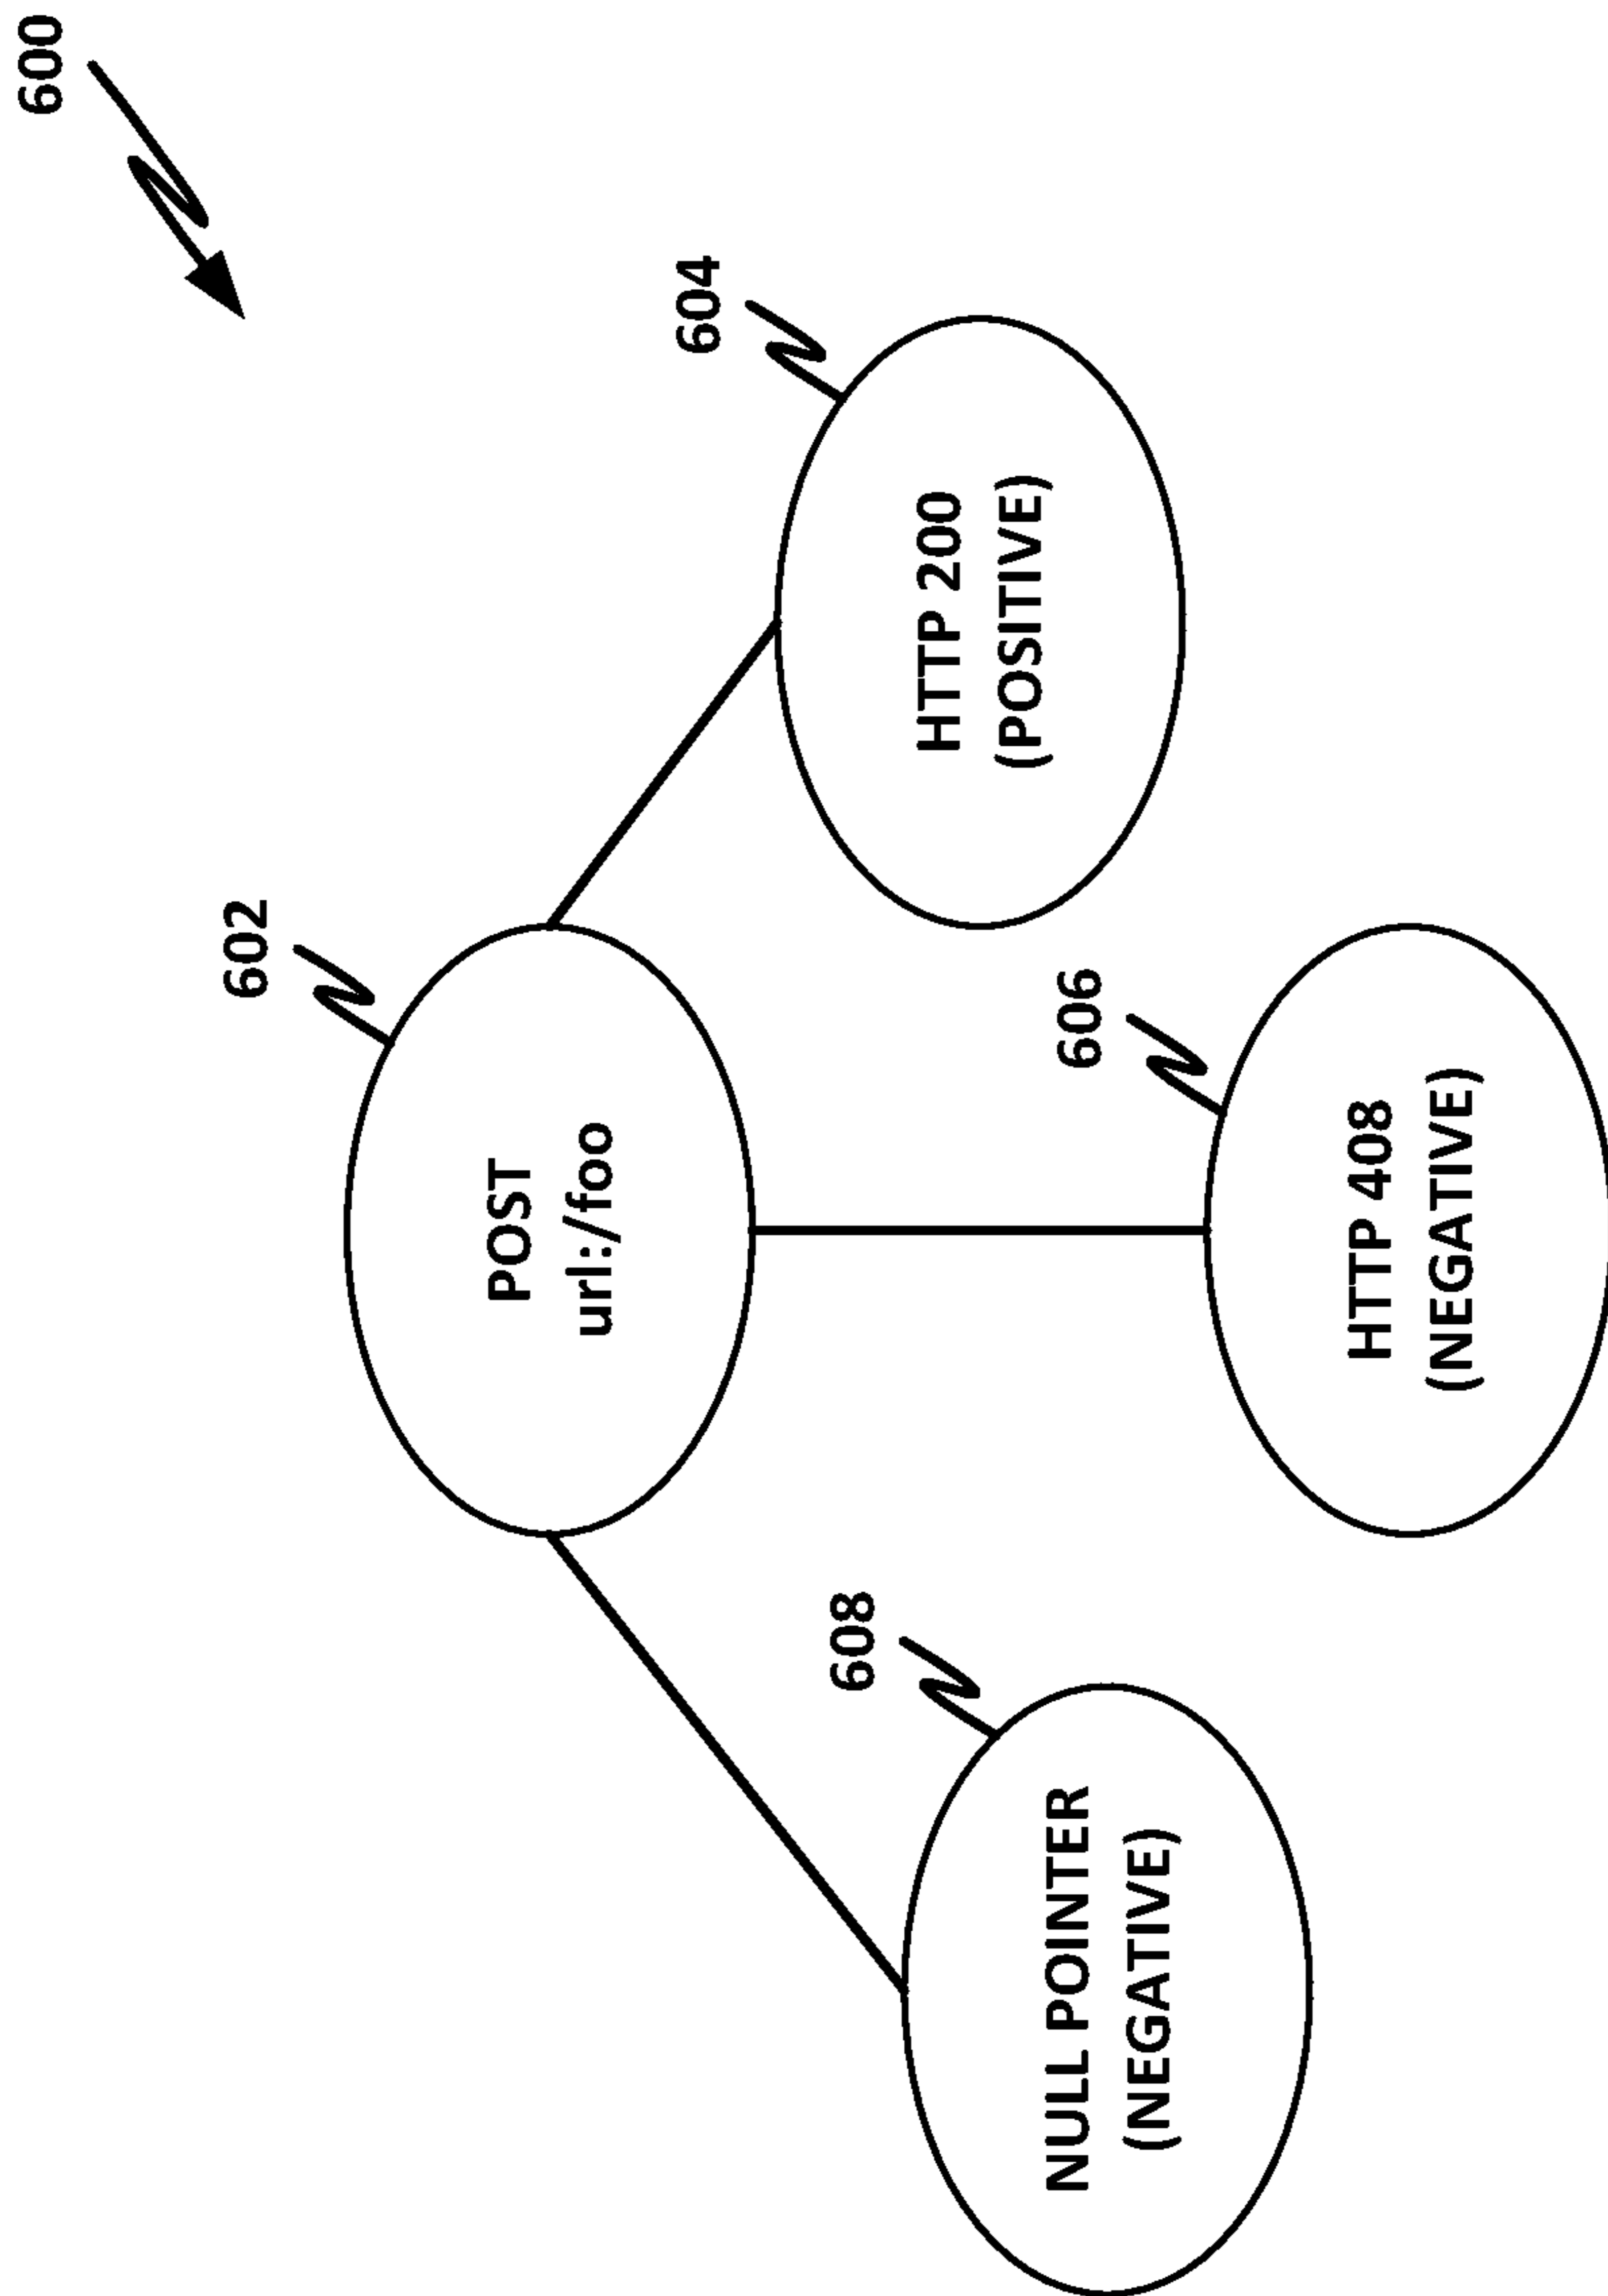 600
602
POST
url:/foo
604
HTTP 200
(POSITIVE)
608
NULL POINTER
(NEGATIVE)
606
HTTP 408
(NEGATIVE)